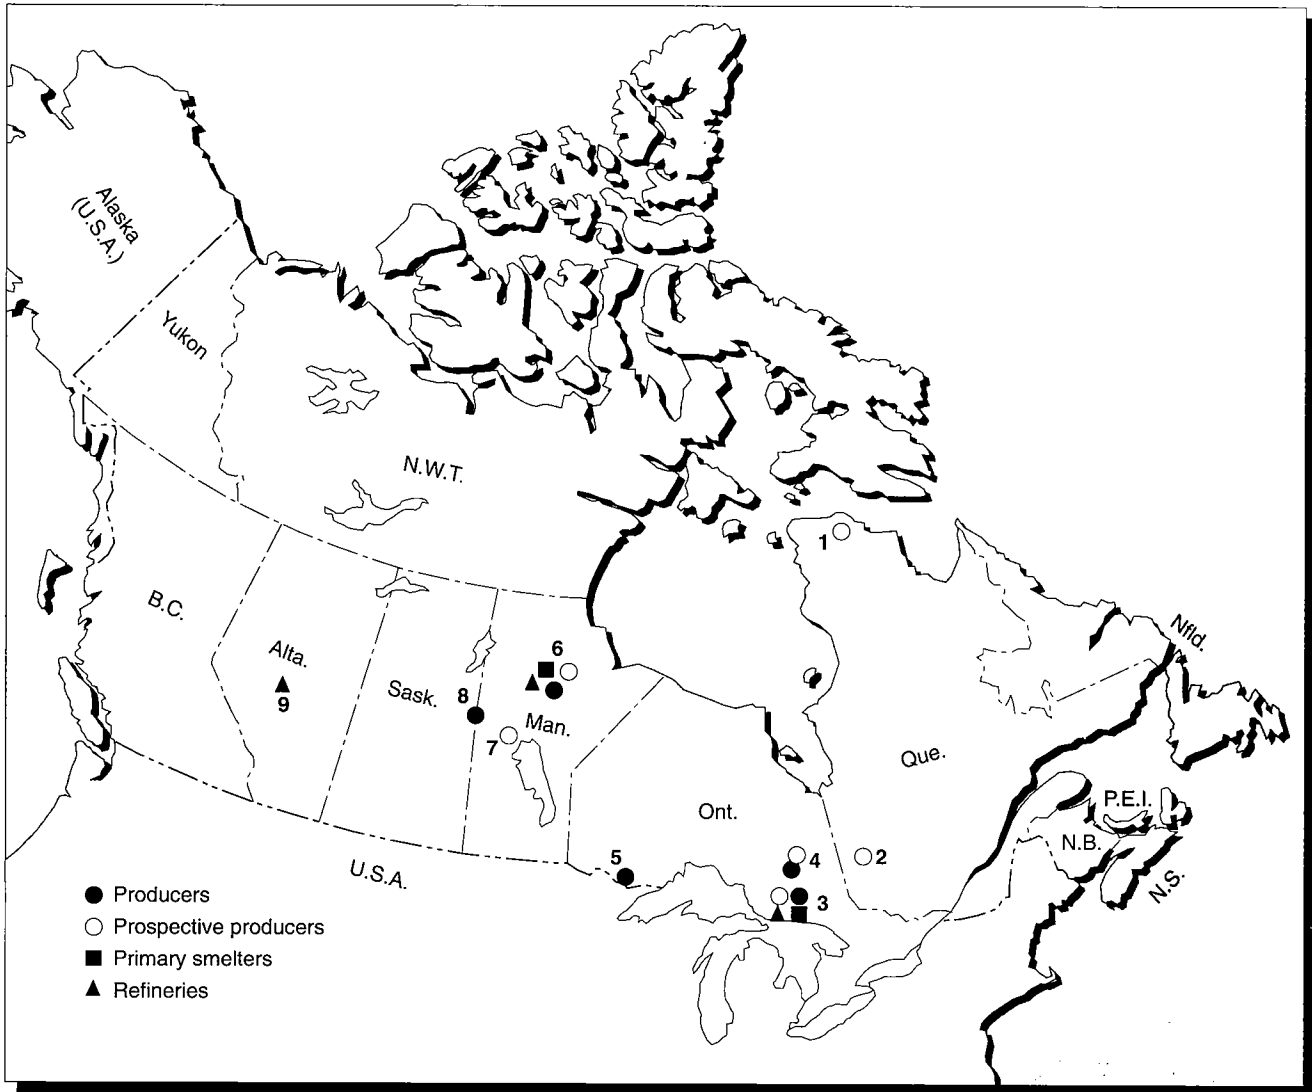 Alaska
(U.S.A.)
Yukon
N.W.T.
1
B.C.
Alta.
9
Sask.
8
6
7
Man.
Nfld.
Que.
Ont.
P.E.I.
N.B.
N.S.
5
4
2
3
U.S.A.
Producers
Prospective producers
Primary smelters
Refineries